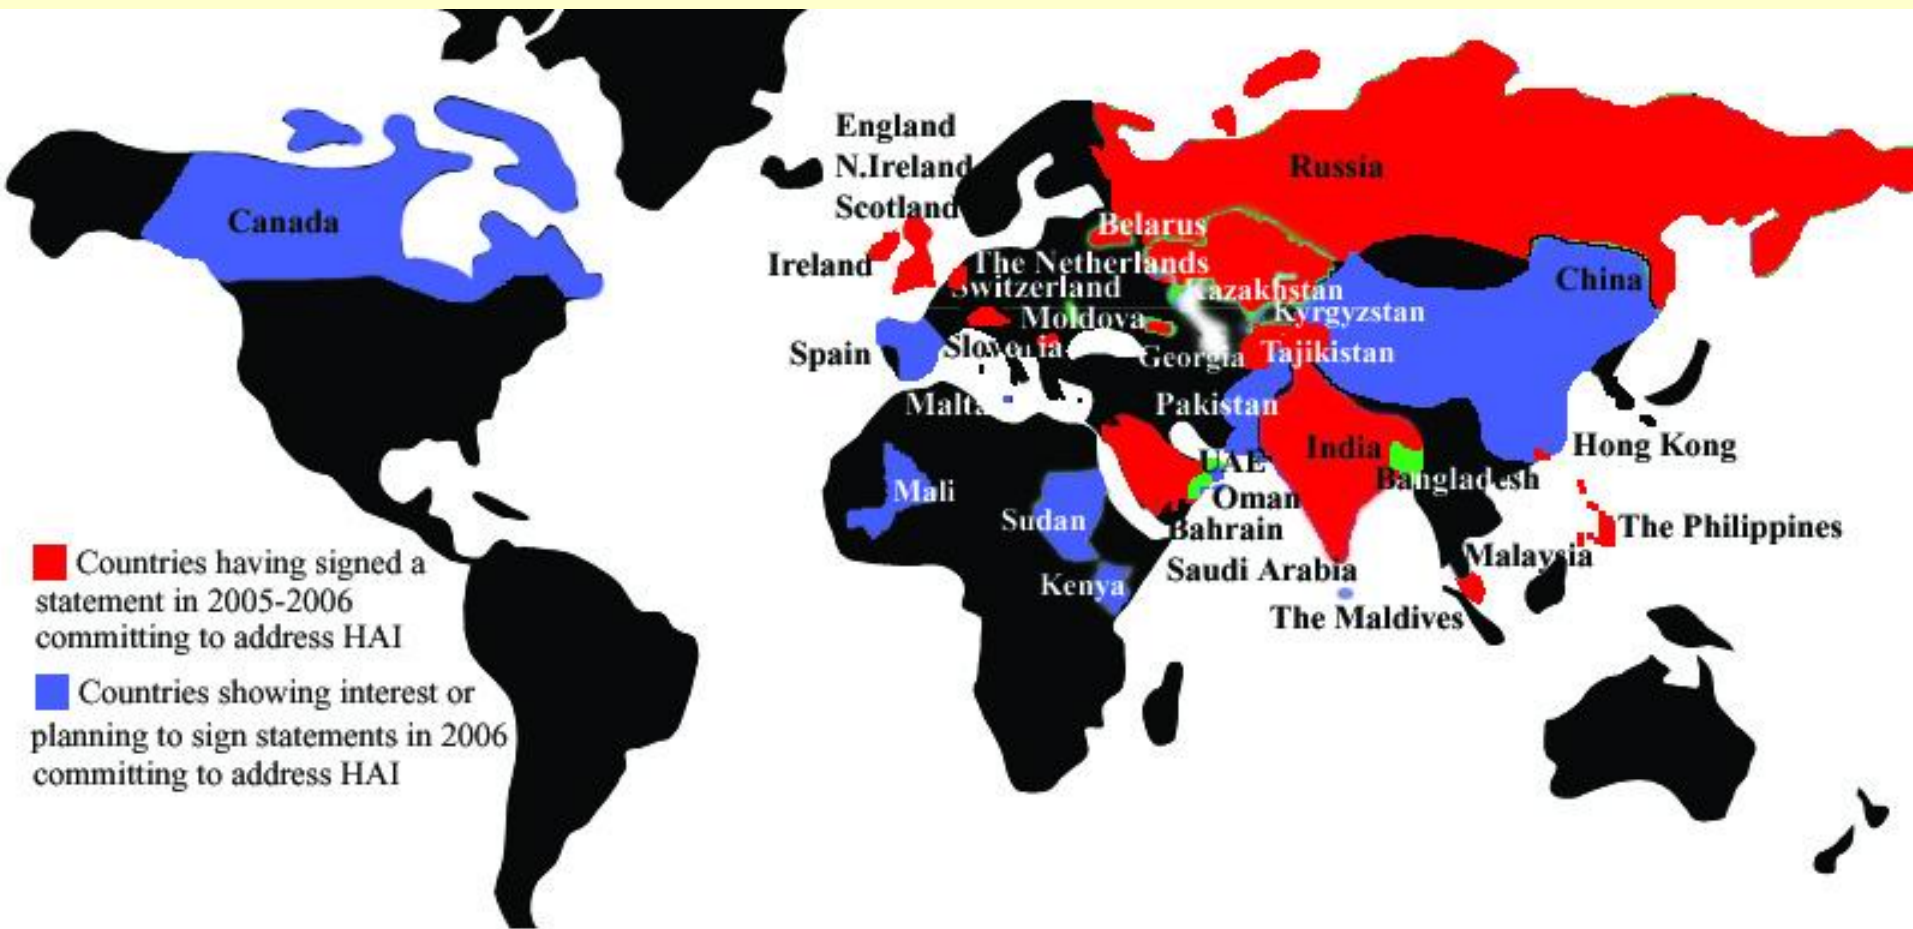 England
N.Ireland
Scotland
Ireland
Russia
Canada
Belarus
The Netherlands
Switzerland
China
Kazakhstan
Kyrgyzstan
Moldova
Spain
Slovenia
Georgia
Tajikistan
Malta
Pakistan
India
Hong Kong
UAE
Bangladesh
Mali
Oman
Sudan
Bahrain
The Philippines
Malaysia
Saudi Arabia
Kenya
The Maldives
Countries having signed a
statement in 2005-2006
committing to address HAI
Countries showing interest or
planning to sign statements in 2006
committing to address HAI